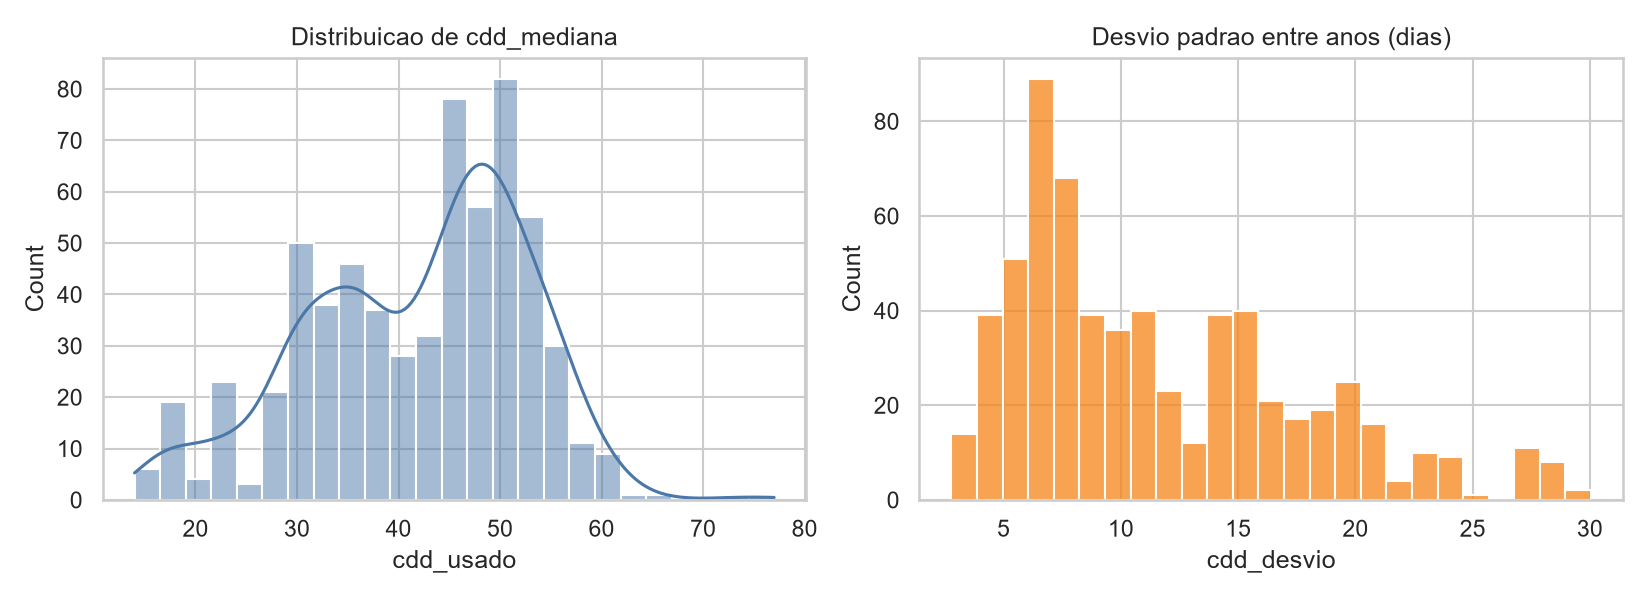 Distribuicao de cdd_mediana
Count
80
70
60
50
40
30
20
10
0
20 30 40 50 60 70 80
cdd_usado
Desvio padrao entre anos (dias)
Count
80
60
40
20
0
5 10 15 20 25 30
cdd_desvio